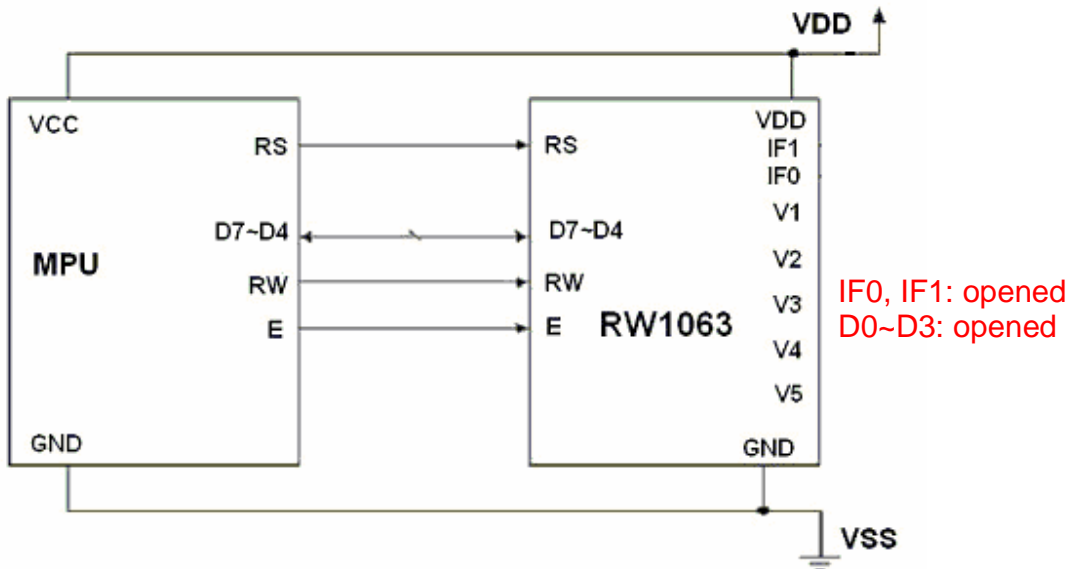 VDD
VCC
RS
D7~D4
MPU
RW
E
GND
RS
D7~D4
RW
E
RW1063
VDD
IF1
IF0
V1
V2
V3
V4
V5
GND
IF0, IF1: opened
D0~D3: opened
VSS